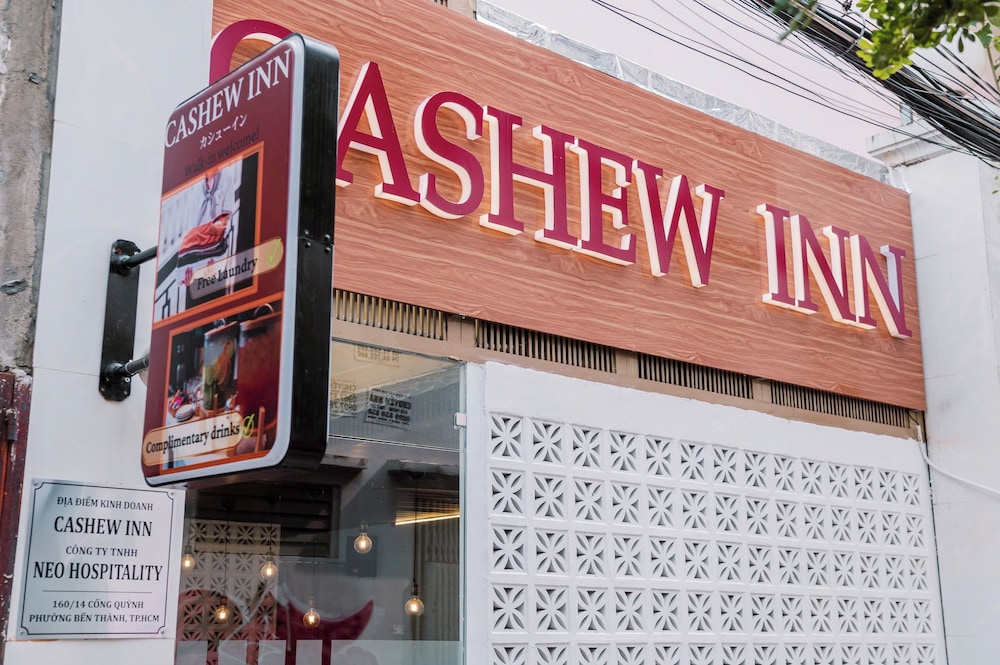 CASHEW INN
CASHEW INN
カシューイン
Walk-in welcome!
Free Laundry
Complimentary drinks
ĐỊA ĐIỂM KINH DOANH
CASHEW INN
CÔNG TY TNHH
NEO HOSPITALITY
160/14 CỐNG QUỲNH
PHƯỜNG BẾN THÀNH, TP.HCM